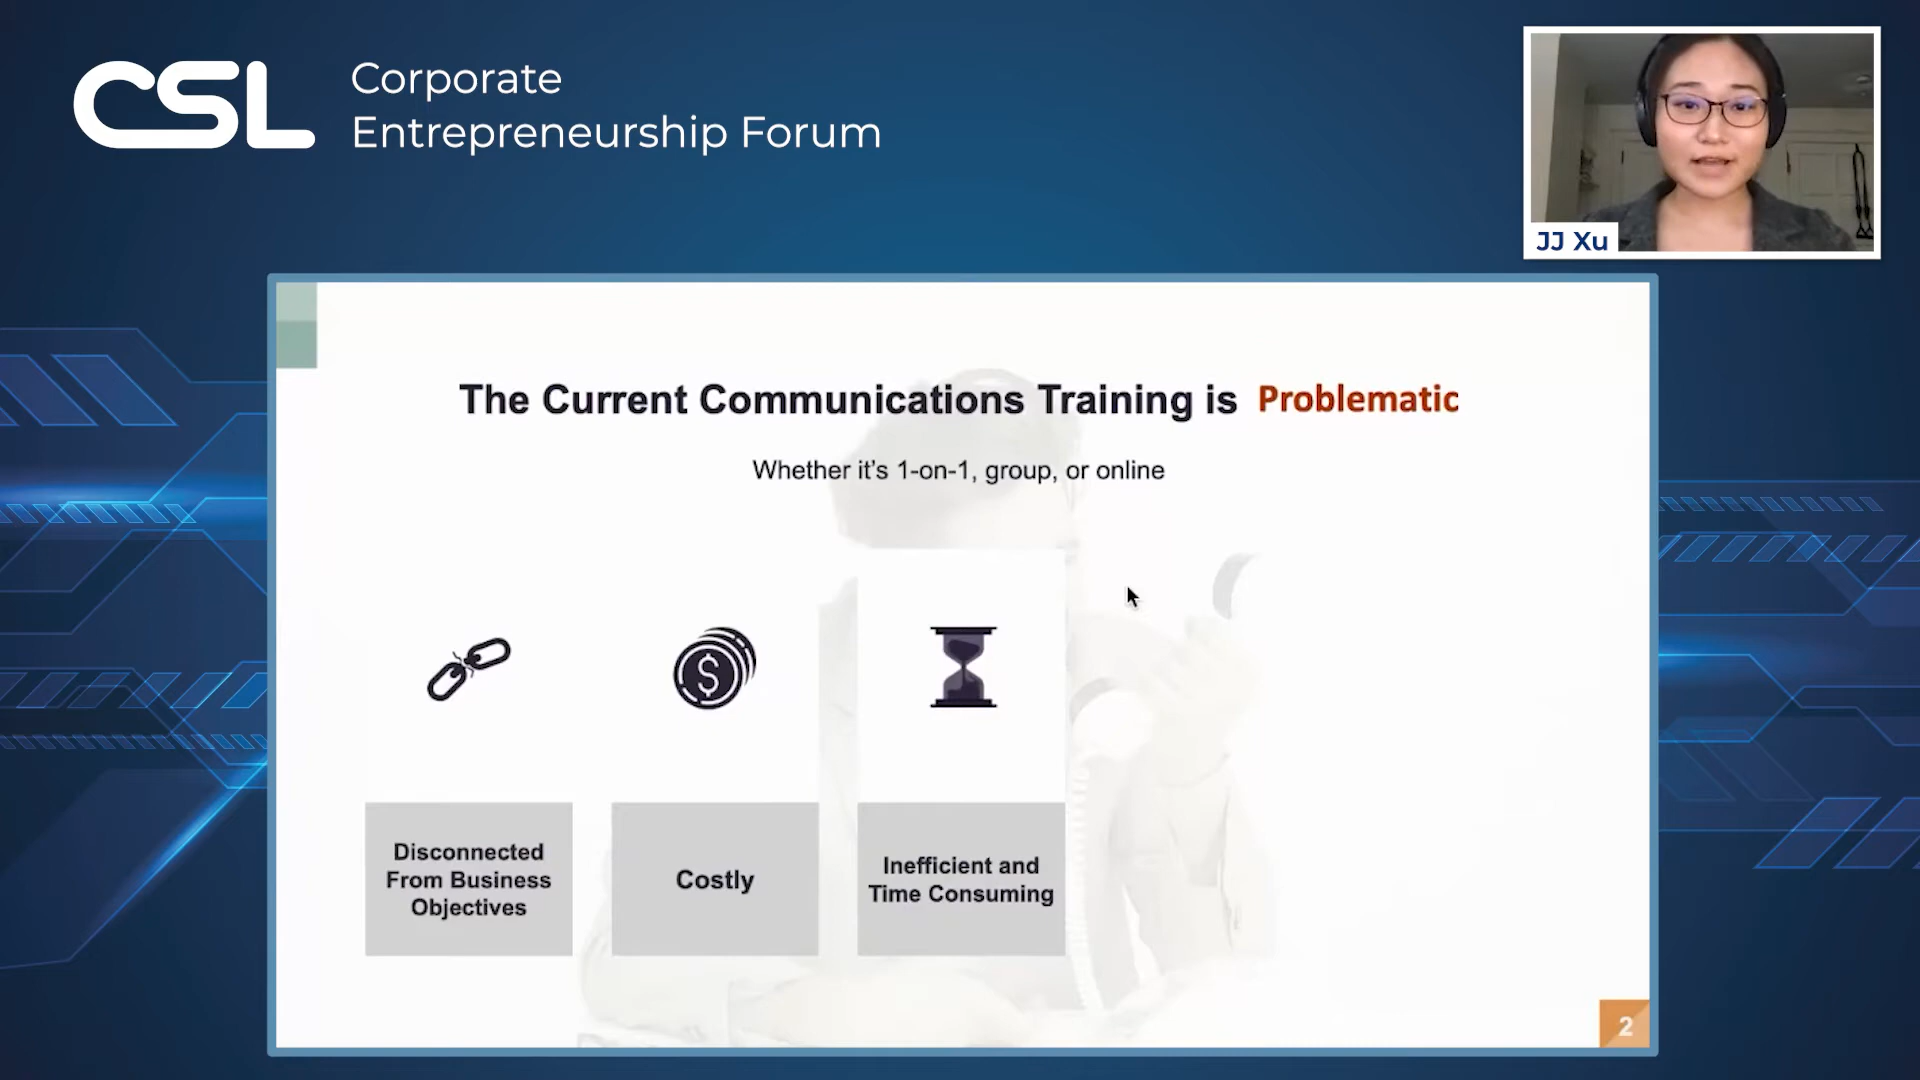 CSL
Corporate
Entrepreneurship Forum
JJ Xu
The Current Communications Training is Problematic
Whether it's 1-on-1, group, or online
$
Disconnected
From Business
Objectives
Costly
Inefficient and
Time Consuming
2